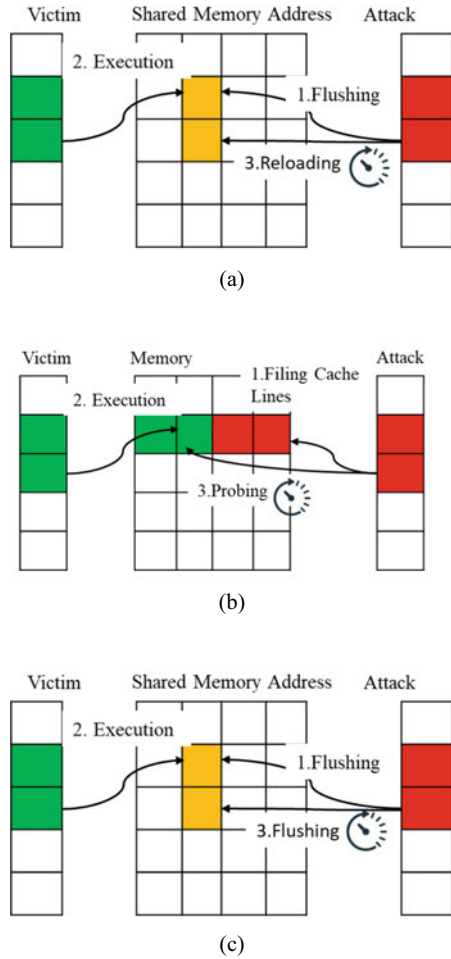 Victim Shared Memory Address Attack
2. Execution
1.Flushing
3.Reloading
(a)
Victim Memory 1.Filing Cache Attack
2. Execution Lines
3.Probing
(b)
Victim Shared Memory Address Attack
2. Execution
1.Flushing
3.Flushing
(c)